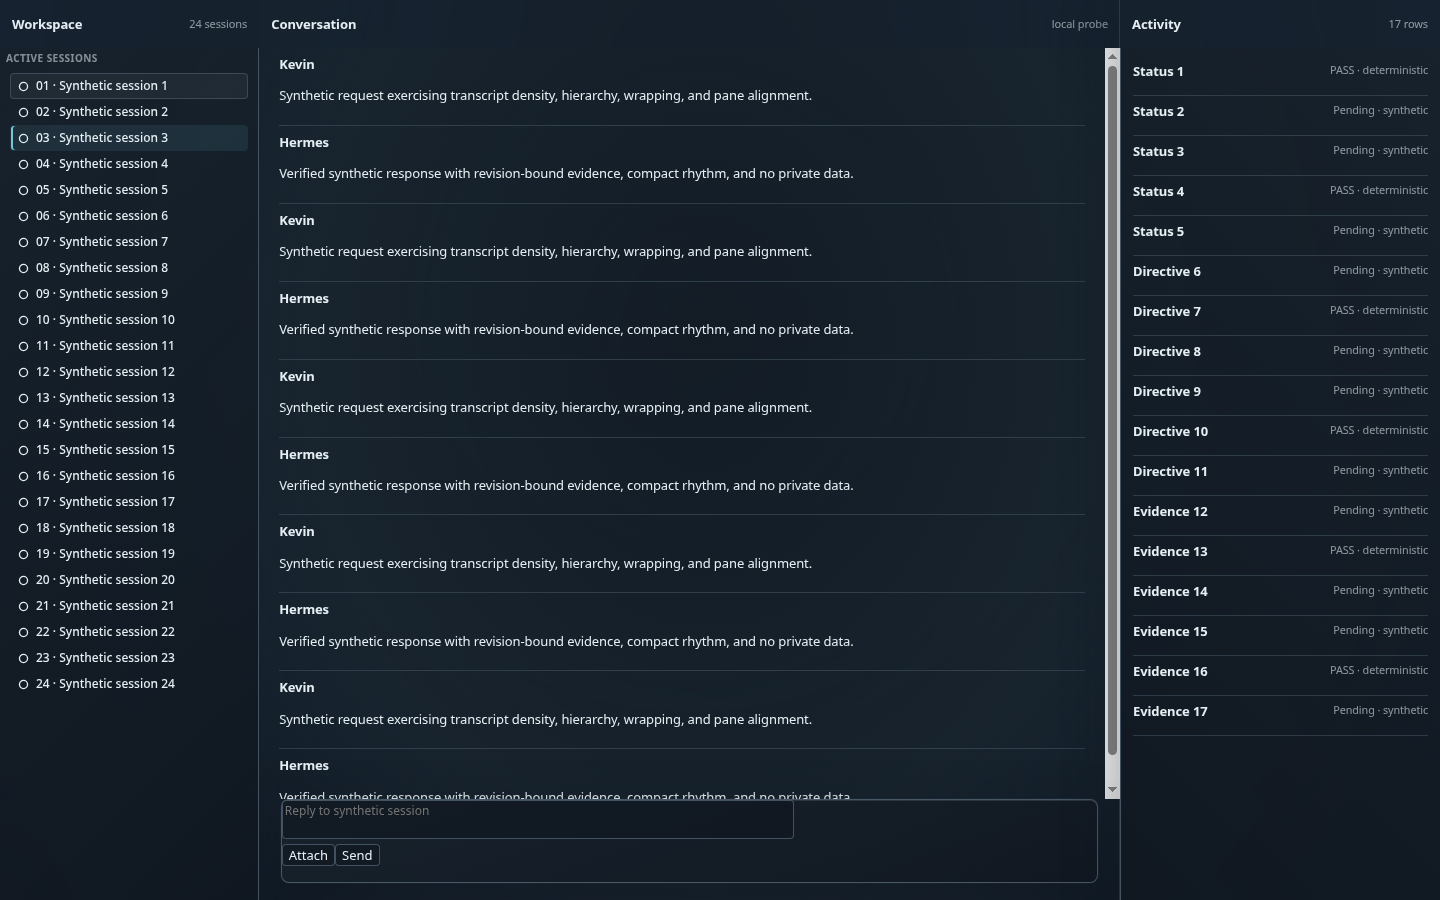 Workspace
24 sessions
ACTIVE SESSIONS
01 · Synthetic session 1
02 · Synthetic session 2
03 · Synthetic session 3
04 · Synthetic session 4
05 · Synthetic session 5
06 · Synthetic session 6
07 · Synthetic session 7
08 · Synthetic session 8
09 · Synthetic session 9
10 · Synthetic session 10
11 · Synthetic session 11
12 · Synthetic session 12
13 · Synthetic session 13
14 · Synthetic session 14
15 · Synthetic session 15
16 · Synthetic session 16
17 · Synthetic session 17
18 · Synthetic session 18
19 · Synthetic session 19
20 · Synthetic session 20
21 · Synthetic session 21
22 · Synthetic session 22
23 · Synthetic session 23
24 · Synthetic session 24
Conversation
local probe
Kevin
Synthetic request exercising transcript density, hierarchy, wrapping, and pane alignment.
Hermes
Verified synthetic response with revision-bound evidence, compact rhythm, and no private data.
Kevin
Synthetic request exercising transcript density, hierarchy, wrapping, and pane alignment.
Hermes
Verified synthetic response with revision-bound evidence, compact rhythm, and no private data.
Kevin
Synthetic request exercising transcript density, hierarchy, wrapping, and pane alignment.
Hermes
Verified synthetic response with revision-bound evidence, compact rhythm, and no private data.
Kevin
Synthetic request exercising transcript density, hierarchy, wrapping, and pane alignment.
Hermes
Verified synthetic response with revision-bound evidence, compact rhythm, and no private data.
Kevin
Synthetic request exercising transcript density, hierarchy, wrapping, and pane alignment.
Hermes
Verified synthetic response with revision-bound evidence, compact rhythm, and no private data.
Reply to synthetic session
Attach
Send
Activity
17 rows
Status 1 PASS · deterministic
Status 2 Pending · synthetic
Status 3 Pending · synthetic
Status 4 PASS · deterministic
Status 5 Pending · synthetic
Directive 6 Pending · synthetic
Directive 7 PASS · deterministic
Directive 8 Pending · synthetic
Directive 9 Pending · synthetic
Directive 10 PASS · deterministic
Directive 11 Pending · synthetic
Evidence 12 Pending · synthetic
Evidence 13 PASS · deterministic
Evidence 14 Pending · synthetic
Evidence 15 Pending · synthetic
Evidence 16 PASS · deterministic
Evidence 17 Pending · synthetic